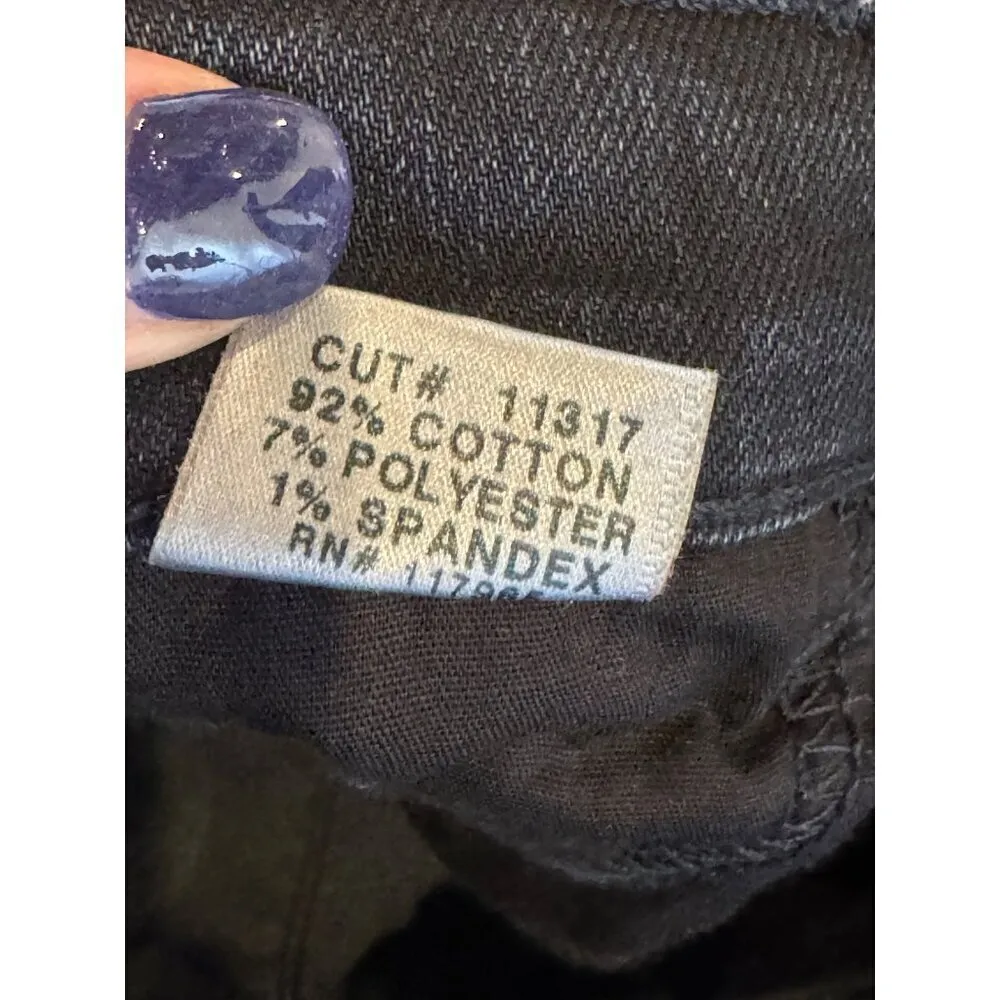 CUT# 11317
92% COTTON
7% POLYESTER
1% SPANDEX
RN#